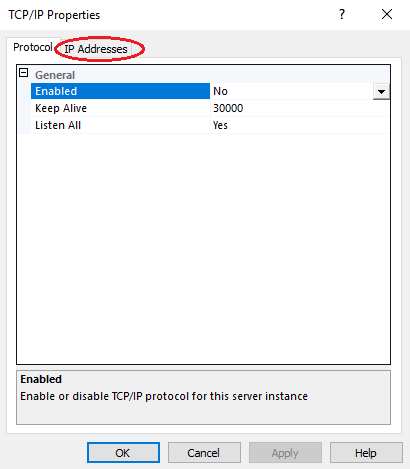 TCP/IP Properties
?
Protocol IP Addresses
General
Enabled No
Keep Alive 30000
Listen All Yes
Enabled
Enable or disable TCP/IP protocol for this server instance
OK Cancel Apply Help